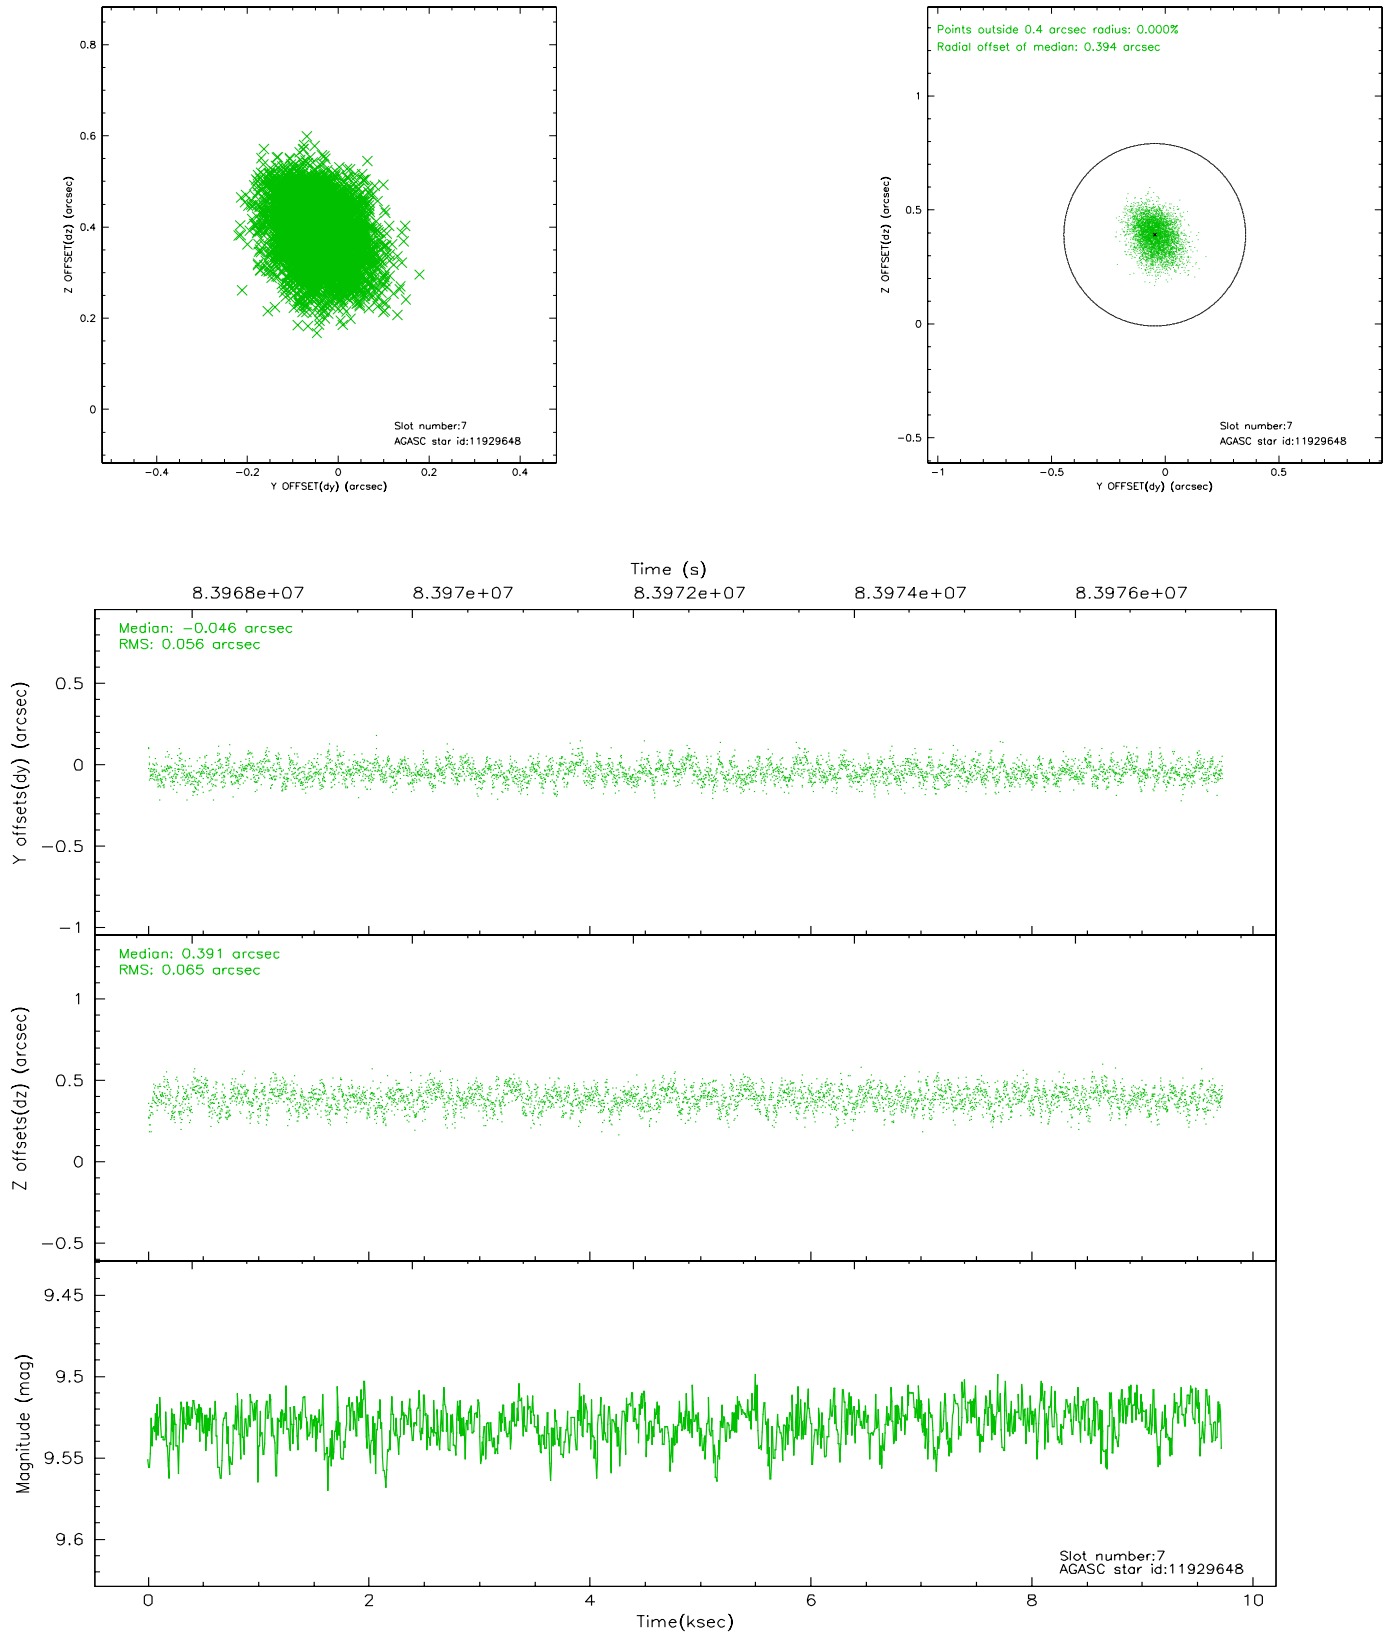 0.8
0.6
0.4
0.2
0
Z OFFSET(dz) (arcsec)
Slot number:7
AGASC star id:11929648
−0.4 −0.2 0 0.2 0.4
Y OFFSET(dy) (arcsec)
Points outside 0.4 arcsec radius: 0.000%
Radial offset of median: 0.394 arcsec
1
0.5
0
−0.5
Z OFFSET(dz) (arcsec)
Slot number:7
AGASC star id:11929648
−1 −0.5 0 0.5
Y OFFSET(dy) (arcsec)
Time (s)
8.3968e+07 8.397e+07 8.3972e+07 8.3974e+07 8.3976e+07
Median: −0.046 arcsec
RMS: 0.056 arcsec
0.5
0
−0.5
−1
Y offsets(dy) (arcsec)
Median: 0.391 arcsec
RMS: 0.065 arcsec
1
0.5
0
−0.5
Z offsets(dz) (arcsec)
9.45
9.5
9.55
9.6
Magnitude (mag)
Slot number:7
AGASC star id:11929648
0 2 4 6 8 10
Time(ksec)